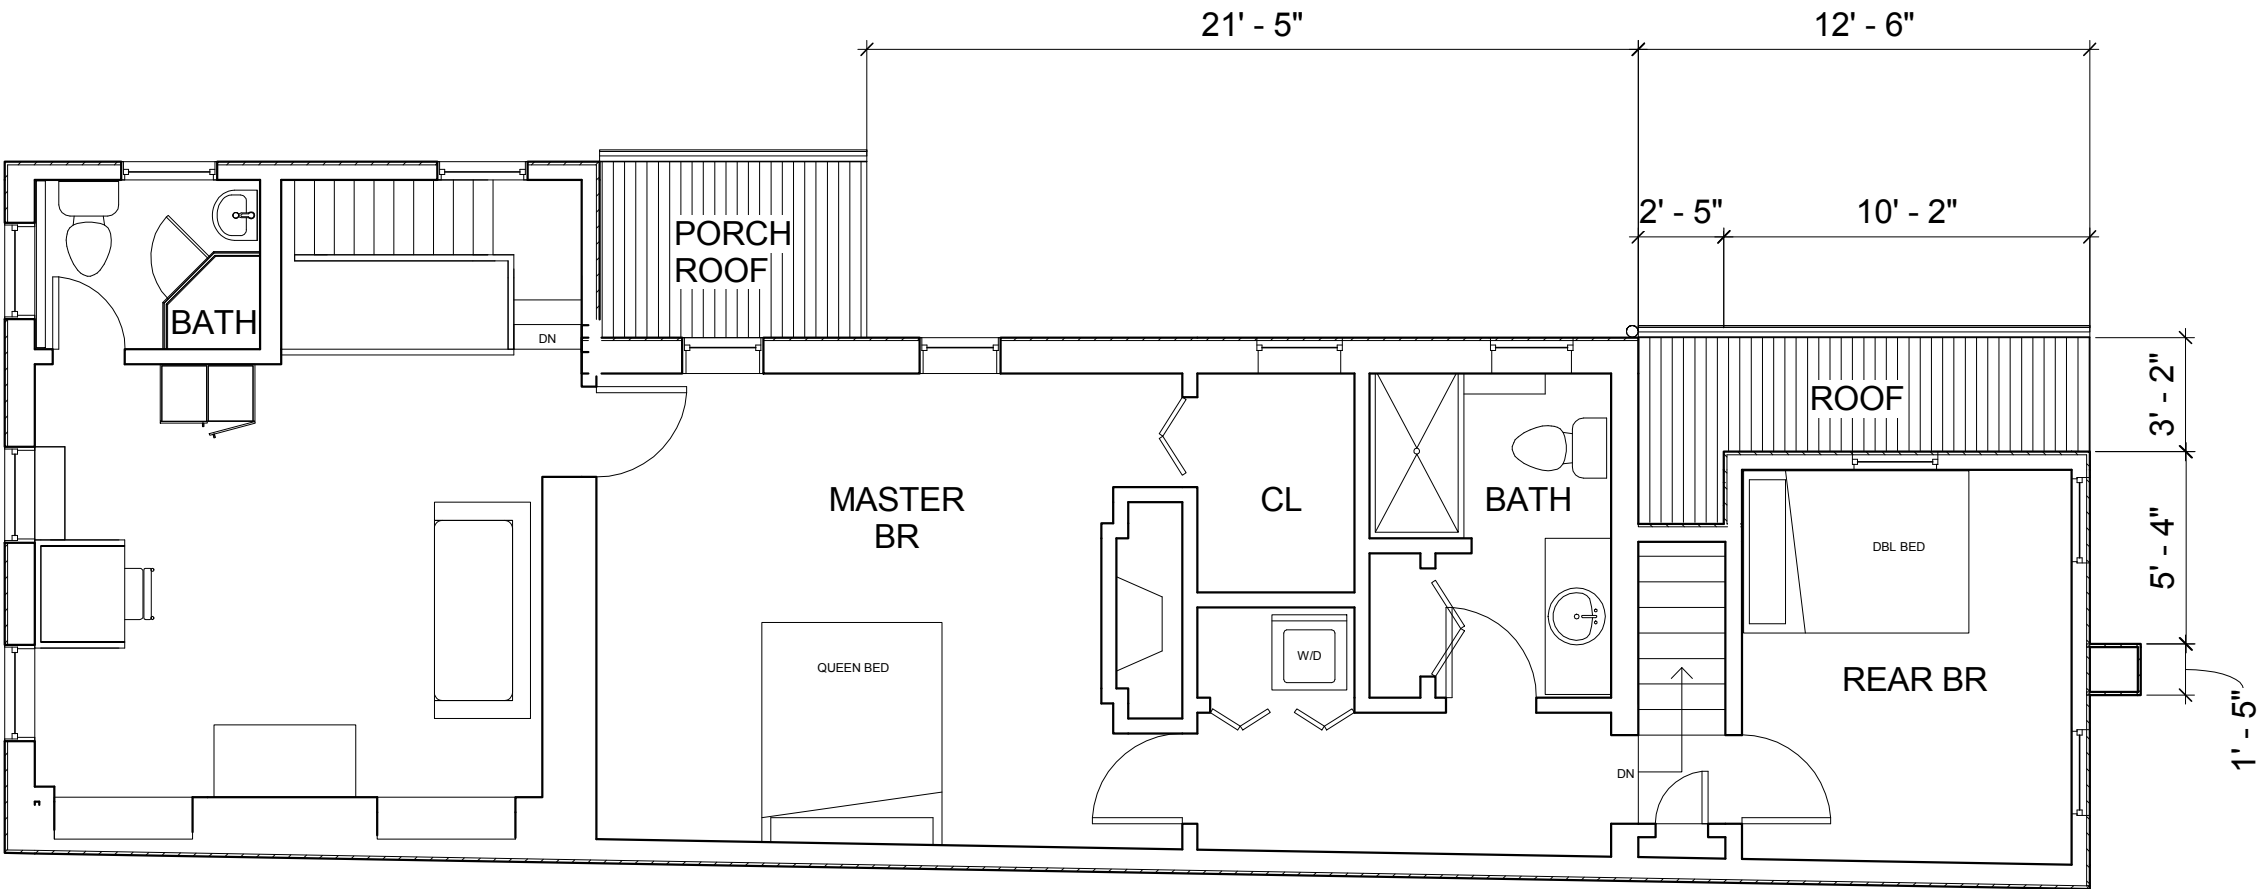 21' - 5"
12' - 6"
2' - 5"
10' - 2"
PORCH
ROOF
BATH
DN
3' - 2"
ROOF
MASTER
BR
CL
BATH
5' - 4"
DBL BED
QUEEN BED
W/D
REAR BR
1' - 5"
DN